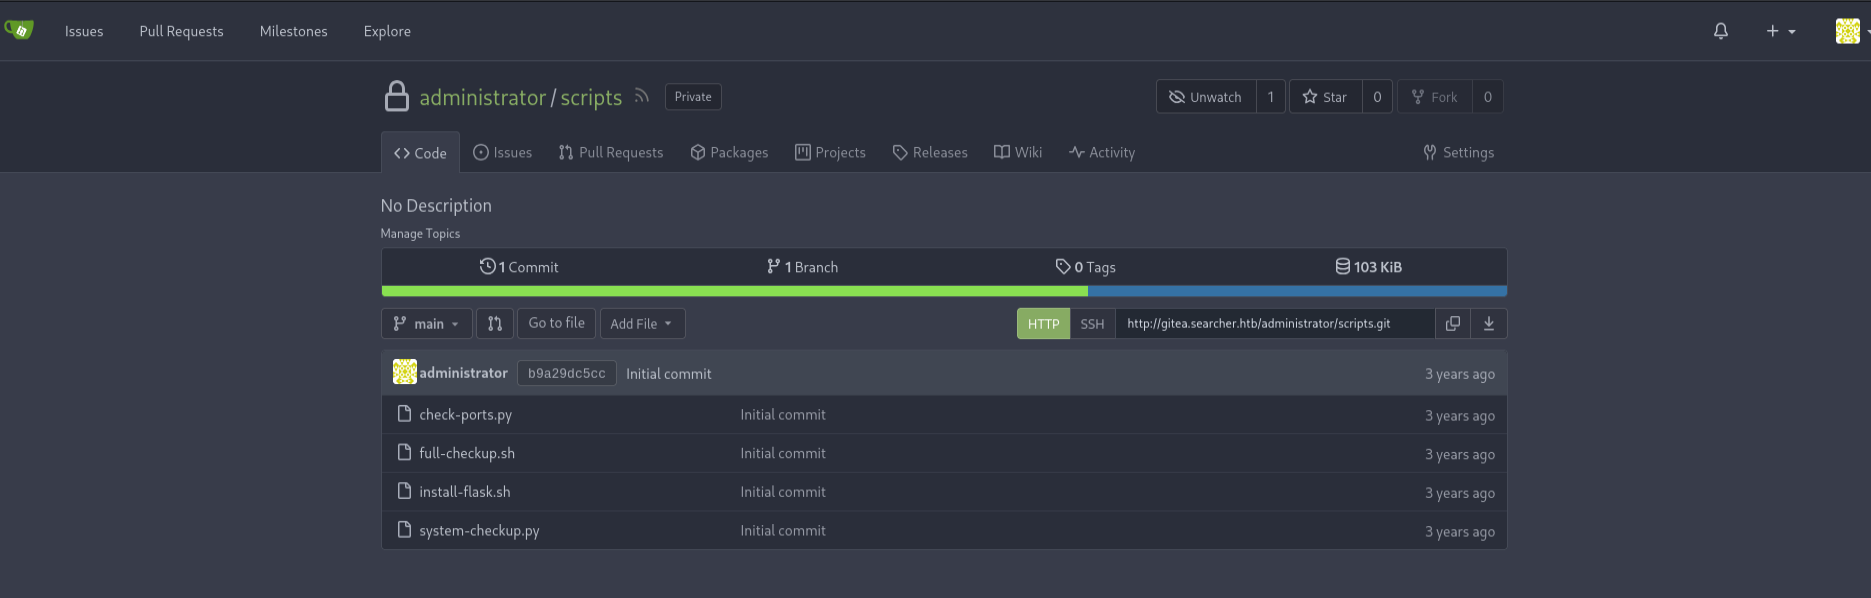 Issues Pull Requests Milestones Explore
administrator / scripts Private Unwatch 1 Star 0 Fork 0
Code Issues Pull Requests Packages Projects Releases Wiki Activity Settings
No Description
Manage Topics
1 Commit 1 Branch 0 Tags 103 KiB
main Go to file Add File HTTP SSH http://gitea.searcher.htb/administrator/scripts.git
administrator b9a29dc5cc Initial commit 3 years ago
check-ports.py Initial commit 3 years ago
full-checkup.sh Initial commit 3 years ago
install-flask.sh Initial commit 3 years ago
system-checkup.py Initial commit 3 years ago